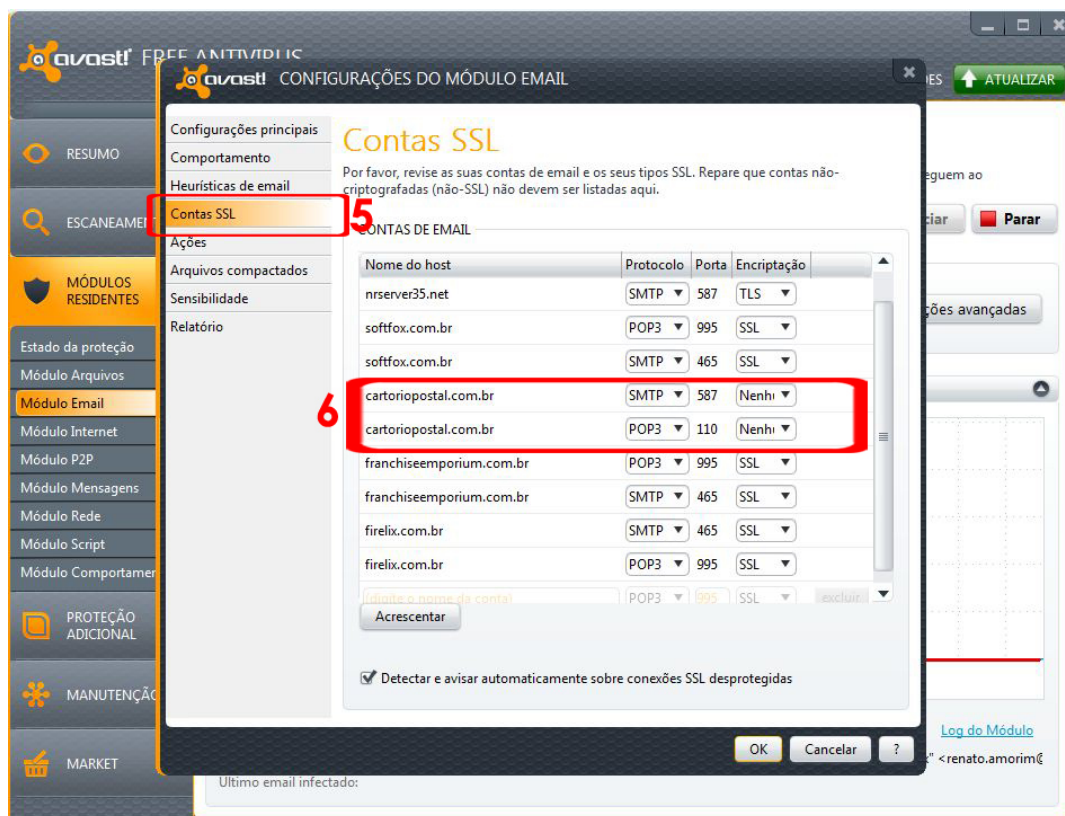 avast! FREE ANTIVIRUS
ATUALIZAR
RESUMO
ESCANEAMEN
MÓDULOS
RESIDENTES
Estado da proteção
Módulo Arquivos
Módulo Email
Módulo Internet
Módulo P2P
Módulo Mensagens
Módulo Rede
Módulo Script
Módulo Comportamen
PROTEÇÃO
ADICIONAL
MANUTENÇÃO
MARKET
avast! CONFIGURAÇÕES DO MÓDULO EMAIL
Configurações principais
Comportamento
Heurísticas de email
Contas SSL
5
Ações
Arquivos compactados
Sensibilidade
Relatório
Contas SSL
Por favor, revise as suas contas de email e os seus tipos SSL. Repare que contas não-
criptografadas (não-SSL) não devem ser listadas aqui.
CONTAS DE EMAIL
Nome do host Protocolo Porta Encriptação
nrserver35.net SMTP 587 TLS
softfox.com.br POP3 995 SSL
softfox.com.br SMTP 465 SSL
6
cartoriopostal.com.br SMTP 587 Nenhu
cartoriopostal.com.br POP3 110 Nenhu
franchiseemporium.com.br POP3 995 SSL
franchiseemporium.com.br SMTP 465 SSL
firelix.com.br SMTP 465 SSL
firelix.com.br POP3 995 SSL
(digite o nome da conta) POP3 995 SSL excluir
Acrescentar
Detectar e avisar automaticamente sobre conexões SSL desprotegidas
OK Cancelar ?
eguem ao
ciar Parar
ções avançadas
Log do Módulo
" <renato.amorim@
Último email infectado: